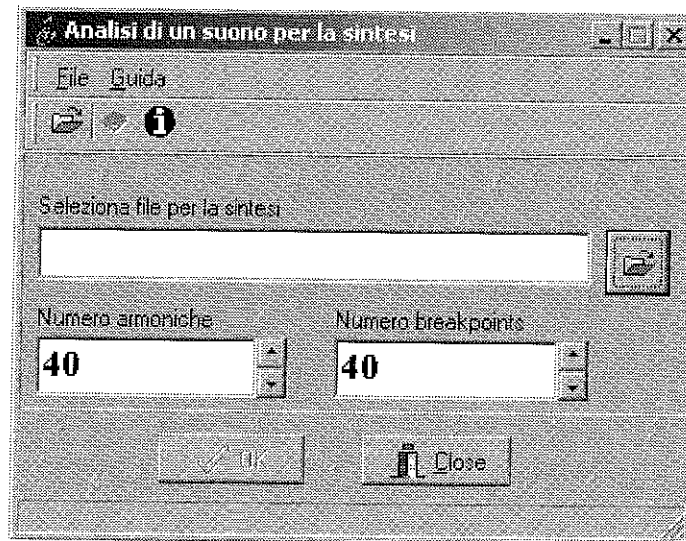 Analisi di un suono per la sintesi
File Guida
Seleziona file per la sintesi
Numero armoniche Numero breakpoints
40 40
OK Close